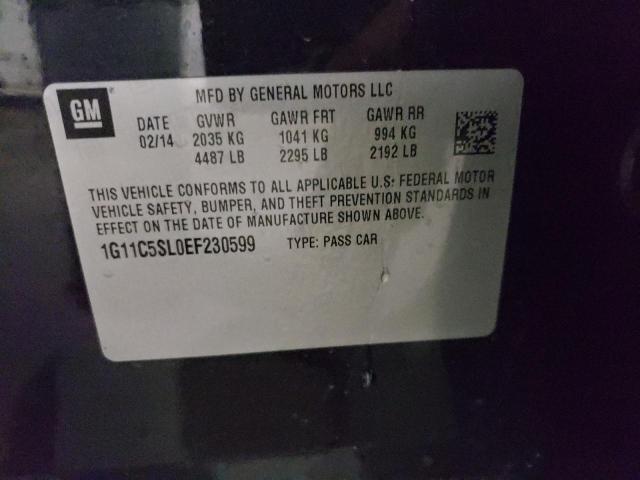 GM
MFD BY GENERAL MOTORS LLC
DATE GVWR GAWR FRT GAWR RR
02/14 2035 KG 1041 KG 994 KG
4487 LB 2295 LB 2192 LB
THIS VEHICLE CONFORMS TO ALL APPLICABLE U.S: FEDERAL MOTOR
VEHICLE SAFETY, BUMPER, AND THEFT PREVENTION STANDARDS IN
EFFECT ON THE DATE OF MANUFACTURE SHOWN ABOVE.
1G11C5SL0EF230599 TYPE: PASS CAR